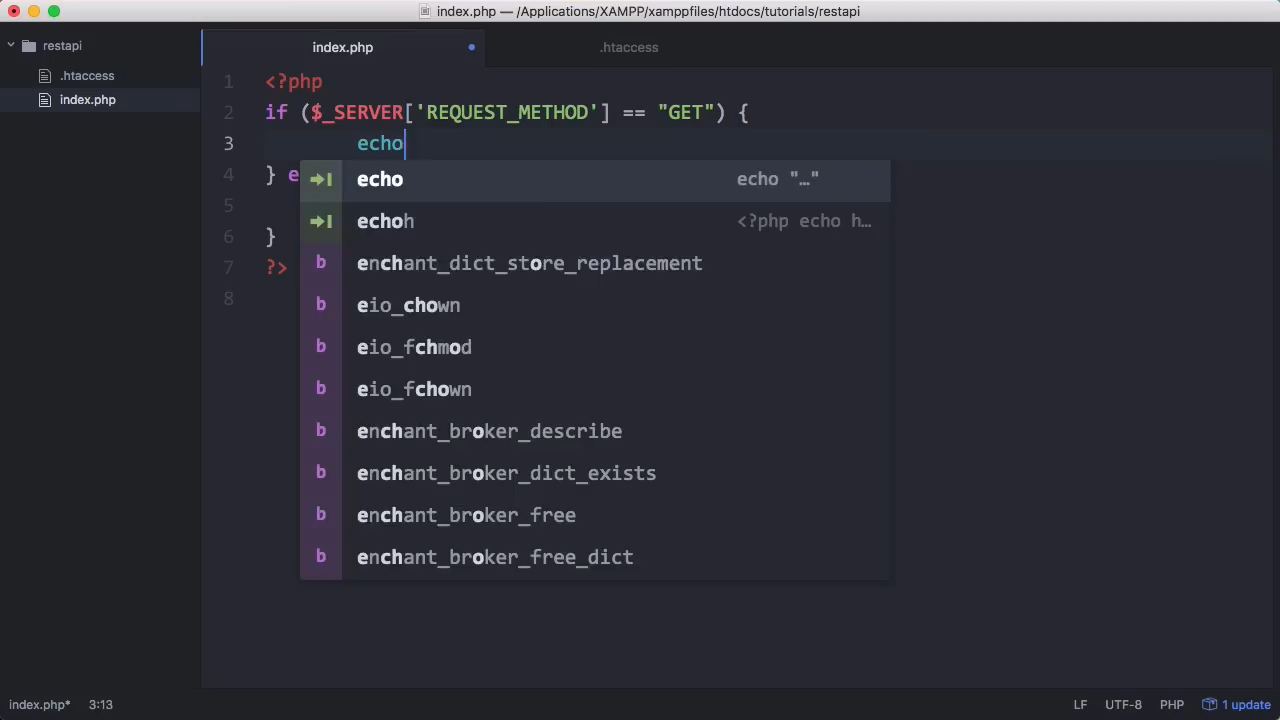 index.php — /Applications/XAMPP/xamppfiles/htdocs/tutorials/restapi
restapi
.htaccess
index.php
index.php
.htaccess
1 <?php
2 if ($_SERVER['REQUEST_METHOD'] == "GET") {
3 echo
4 } e
5
6 }
7 ?>
8
echo echo "…"
echoh <?php echo h…
b enchant_dict_store_replacement
b eio_chown
b eio_fchmod
b eio_fchown
b enchant_broker_describe
b enchant_broker_dict_exists
b enchant_broker_free
b enchant_broker_free_dict
index.php* 3:13 LF UTF-8 PHP 1 update